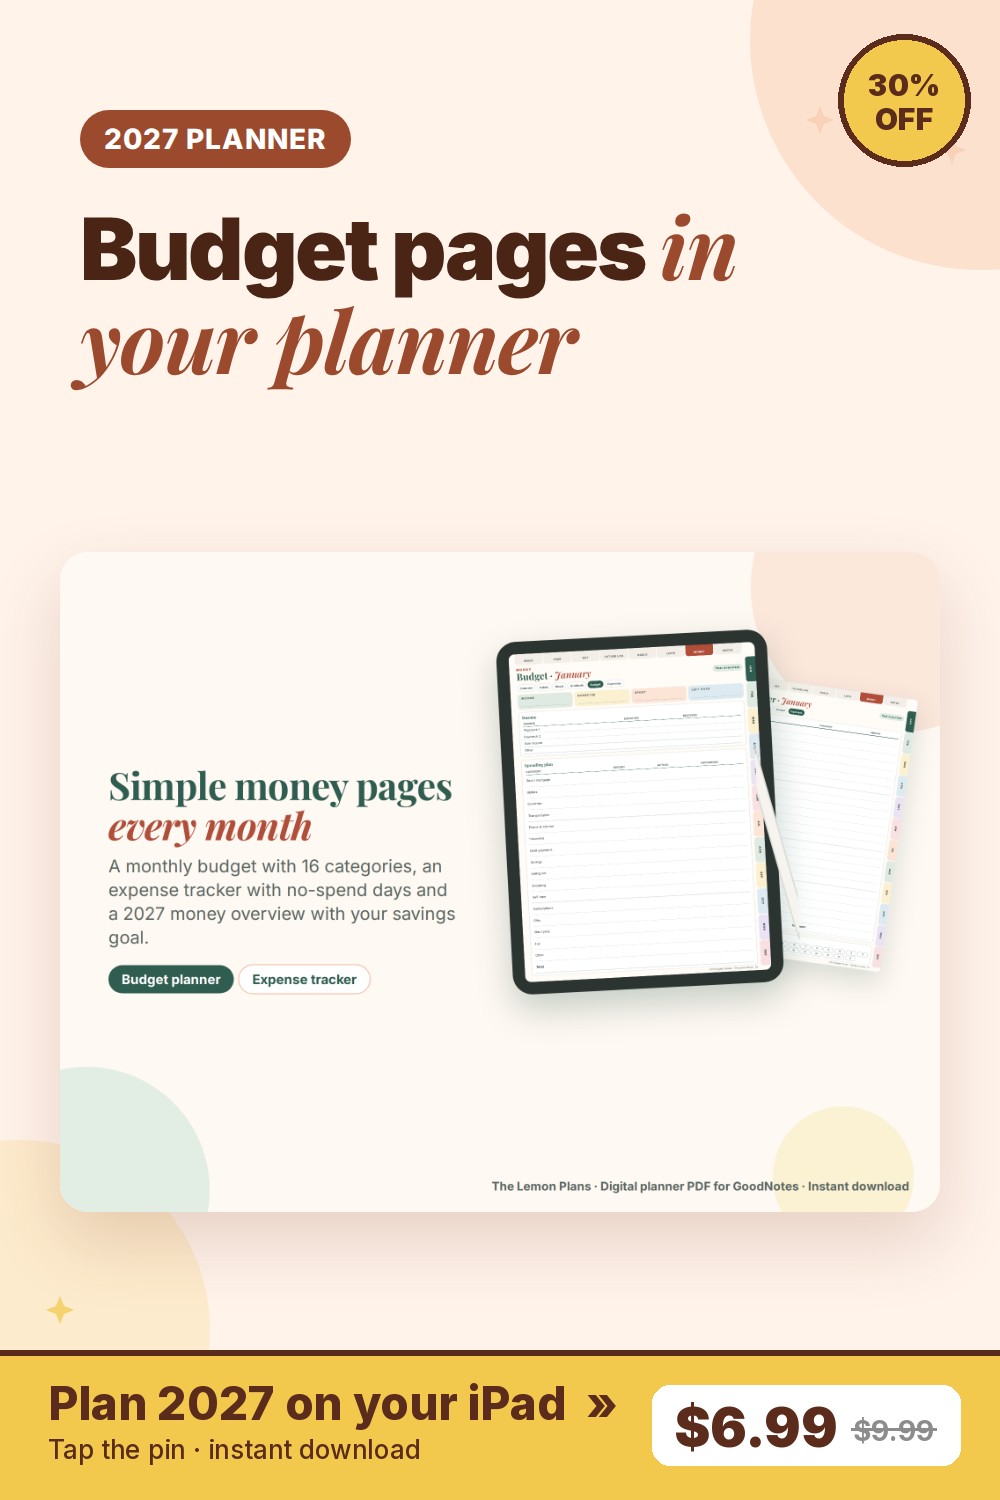 30%
OFF
2027 PLANNER
Budget pages in
your planner
Simple money pages
every month
A monthly budget with 16 categories, an
expense tracker with no-spend days and
a 2027 money overview with your savings
goal.
Budget planner
Expense tracker
Budget · January
Spending plan
January
The Lemon Plans · Digital planner PDF for GoodNotes · Instant download
Plan 2027 on your iPad »
Tap the pin · instant download
$6.99 $9.99